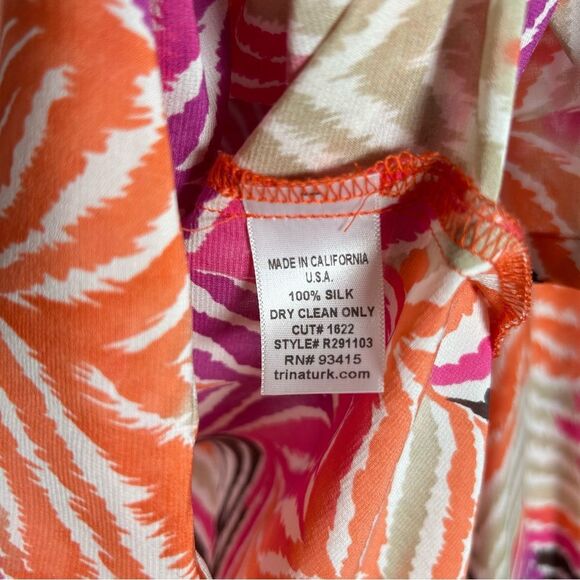 MADE IN CALIFORNIA
U.S.A.
100% SILK
DRY CLEAN ONLY
CUT# 1622
STYLE# R291103
RN# 93415
trinaturk.com